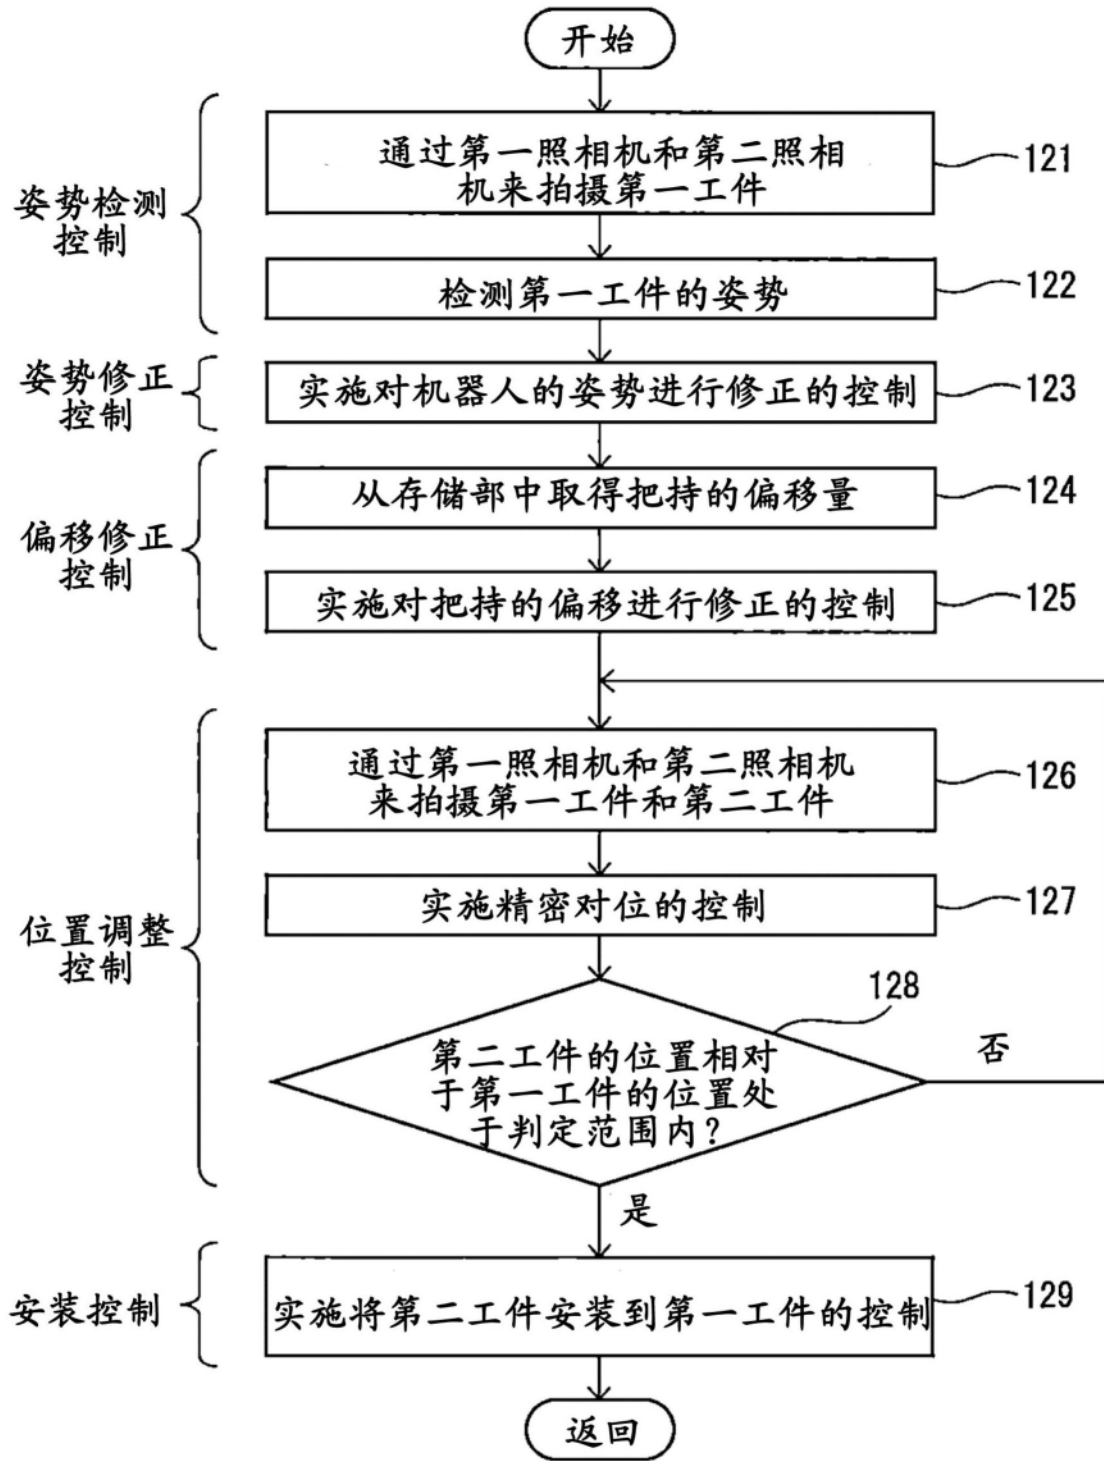 开始
姿势检测
控制
通过第一照相机和第二照相
机来拍摄第一工件
121
检测第一工件的姿势
122
姿势修正
控制
实施对机器人的姿势进行修正的控制
123
偏移修正
控制
从存储部中取得把持的偏移量
124
实施对把持的偏移进行修正的控制
125
位置调整
控制
通过第一照相机和第二照相机
来拍摄第一工件和第二工件
126
实施精密对位的控制
127
128
第二工件的位置相对
于第一工件的位置处
于判定范围内?
否
是
安装控制
实施将第二工件安装到第一工件的控制
129
返回